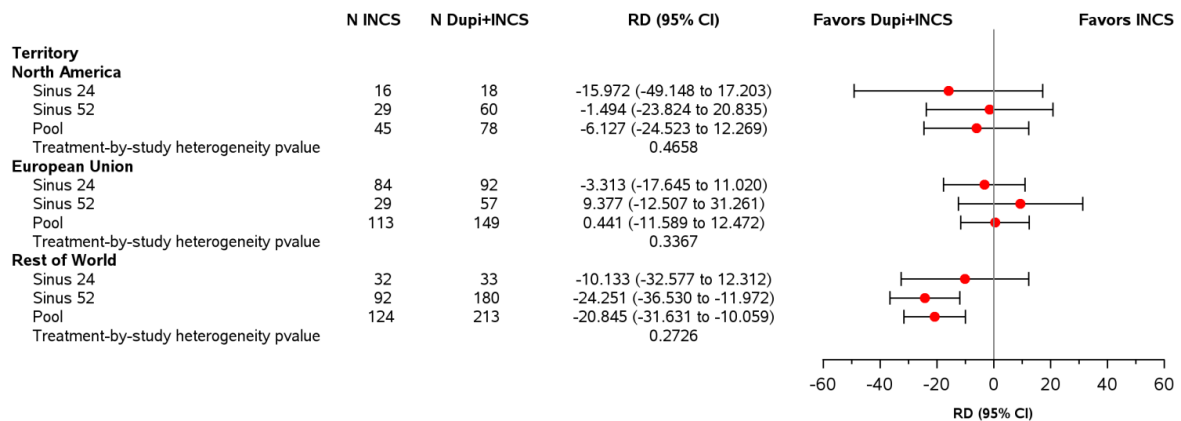 N INCS N Dupi+INCS RD (95% CI) Favors Dupi+INCS Favors INCS
Territory
North America
Sinus 24 16 18 -15.972 (-49.148 to 17.203)
Sinus 52 29 60 -1.494 (-23.824 to 20.835)
Pool 45 78 -6.127 (-24.523 to 12.269)
Treatment-by-study heterogeneity pvalue 0.4658
European Union
Sinus 24 84 92 -3.313 (-17.645 to 11.020)
Sinus 52 29 57 9.377 (-12.507 to 31.261)
Pool 113 149 0.441 (-11.589 to 12.472)
Treatment-by-study heterogeneity pvalue 0.3367
Rest of World
Sinus 24 32 33 -10.133 (-32.577 to 12.312)
Sinus 52 92 180 -24.251 (-36.530 to -11.972)
Pool 124 213 -20.845 (-31.631 to -10.059)
Treatment-by-study heterogeneity pvalue 0.2726
-60 -40 -20 0 20 40 60
RD (95% CI)